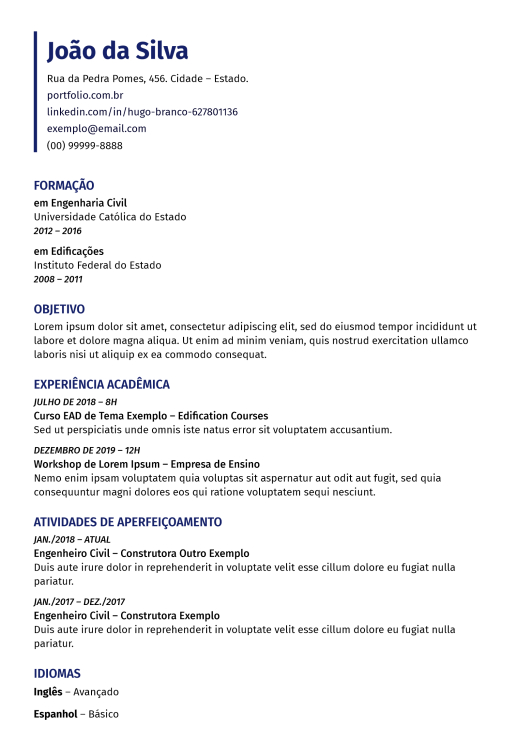 João da Silva
Rua da Pedra Pomes, 456. Cidade – Estado.
portfolio.com.br
linkedin.com/in/hugo-branco-627801136
exemplo@email.com
(00) 99999-8888
FORMAÇÃO
em Engenharia Civil
Universidade Católica do Estado
2012 – 2016
em Edificações
Instituto Federal do Estado
2008 – 2011
OBJETIVO
Lorem ipsum dolor sit amet, consectetur adipiscing elit, sed do eiusmod tempor incididunt ut
labore et dolore magna aliqua. Ut enim ad minim veniam, quis nostrud exercitation ullamco
laboris nisi ut aliquip ex ea commodo consequat.
EXPERIÊNCIA ACADÊMICA
JULHO DE 2018 – 8H
Curso EAD de Tema Exemplo – Edification Courses
Sed ut perspiciatis unde omnis iste natus error sit voluptatem accusantium.
DEZEMBRO DE 2019 – 12H
Workshop de Lorem Ipsum – Empresa de Ensino
Nemo enim ipsam voluptatem quia voluptas sit aspernatur aut odit aut fugit, sed quia
consequuntur magni dolores eos qui ratione voluptatem sequi nesciunt.
ATIVIDADES DE APERFEIÇOAMENTO
JAN./2018 – ATUAL
Engenheiro Civil – Construtora Outro Exemplo
Duis aute irure dolor in reprehenderit in voluptate velit esse cillum dolore eu fugiat nulla
pariatur.
JAN./2017 – DEZ./2017
Engenheiro Civil – Construtora Exemplo
Duis aute irure dolor in reprehenderit in voluptate velit esse cillum dolore eu fugiat nulla
pariatur.
IDIOMAS
Inglês – Avançado
Espanhol – Básico